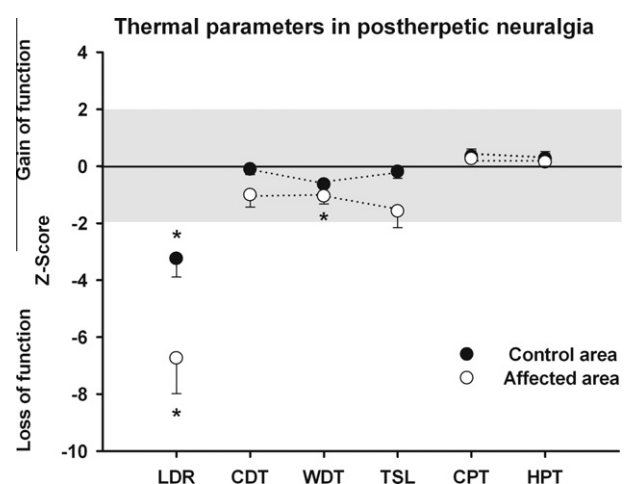 Thermal parameters in postherpetic neuralgia
Gain of function
Z-Score
Loss of function
4
2
0
-2
-4
-6
-8
-10
*
*
*
Control area
Affected area
LDR CDT WDT TSL CPT HPT